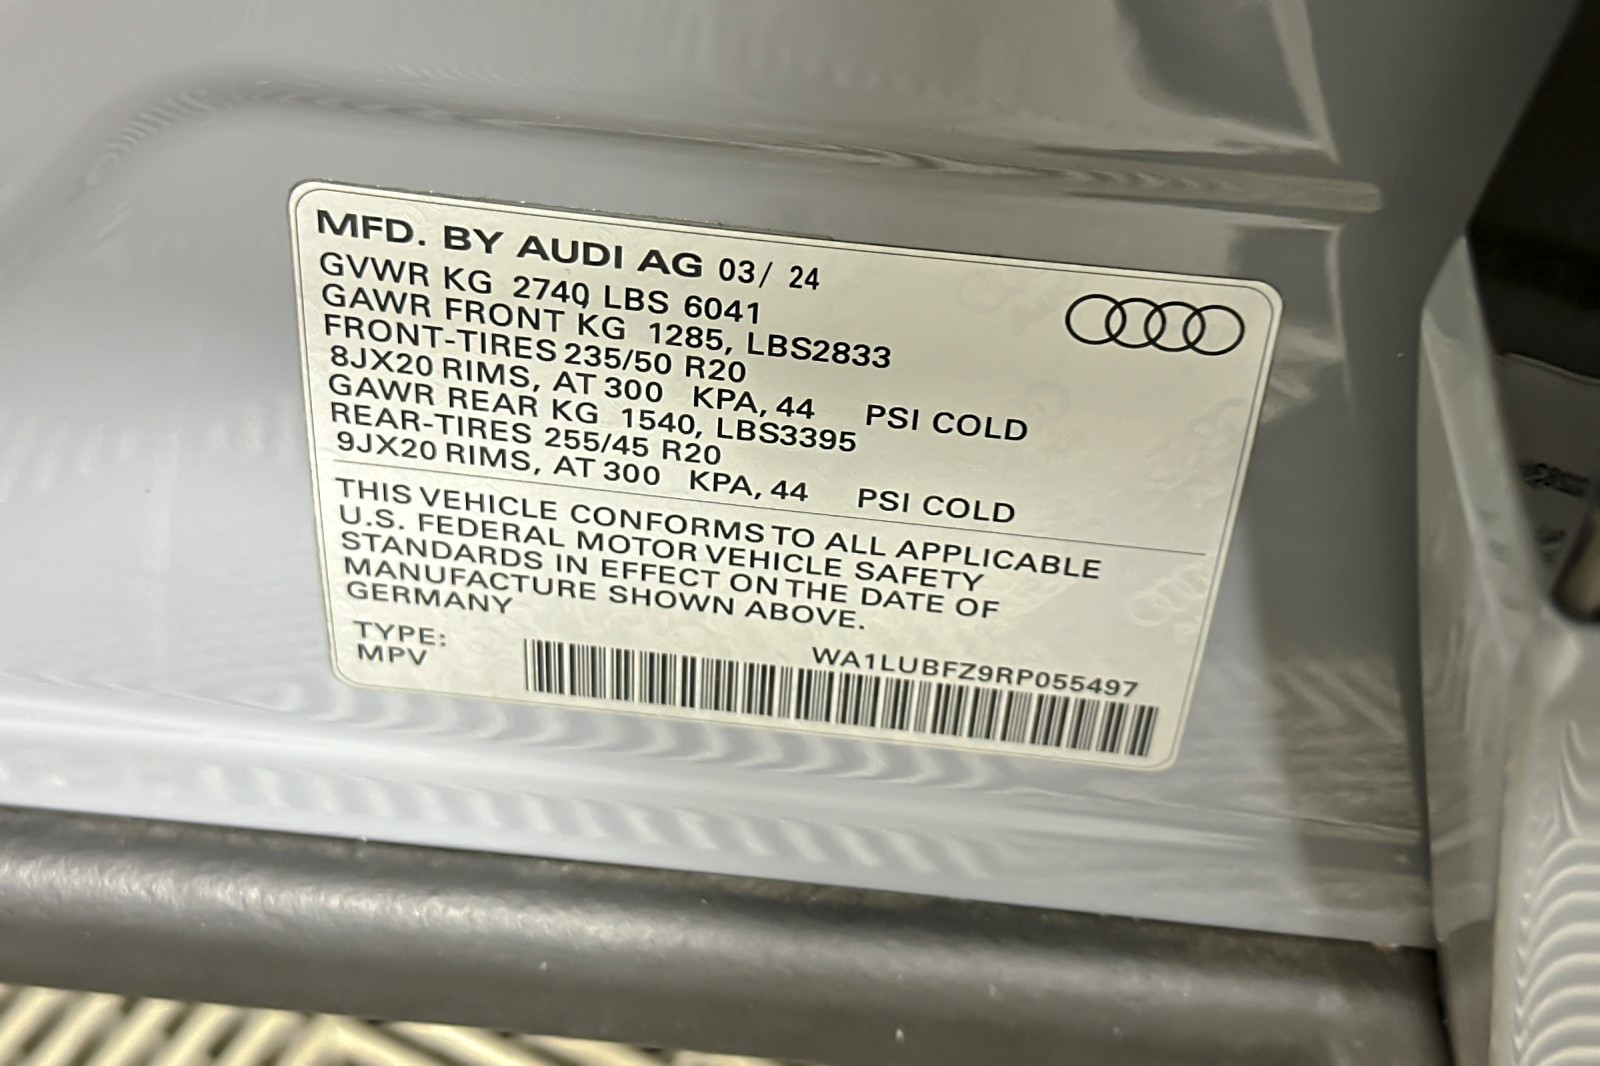 MFD. BY AUDI AG 03/ 24
GVWR KG 2740 LBS 6041
GAWR FRONT KG 1285, LBS2833
FRONT-TIRES 235/50 R20
8JX20 RIMS, AT 300 KPA, 44 PSI COLD
GAWR REAR KG 1540, LBS3395
REAR-TIRES 255/45 R20
9JX20 RIMS, AT 300 KPA, 44 PSI COLD
THIS VEHICLE CONFORMS TO ALL APPLICABLE
U.S. FEDERAL MOTOR VEHICLE SAFETY
STANDARDS IN EFFECT ON THE DATE OF
MANUFACTURE SHOWN ABOVE.
GERMANY
TYPE:
MPV
WA1LUBFZ9RP055497